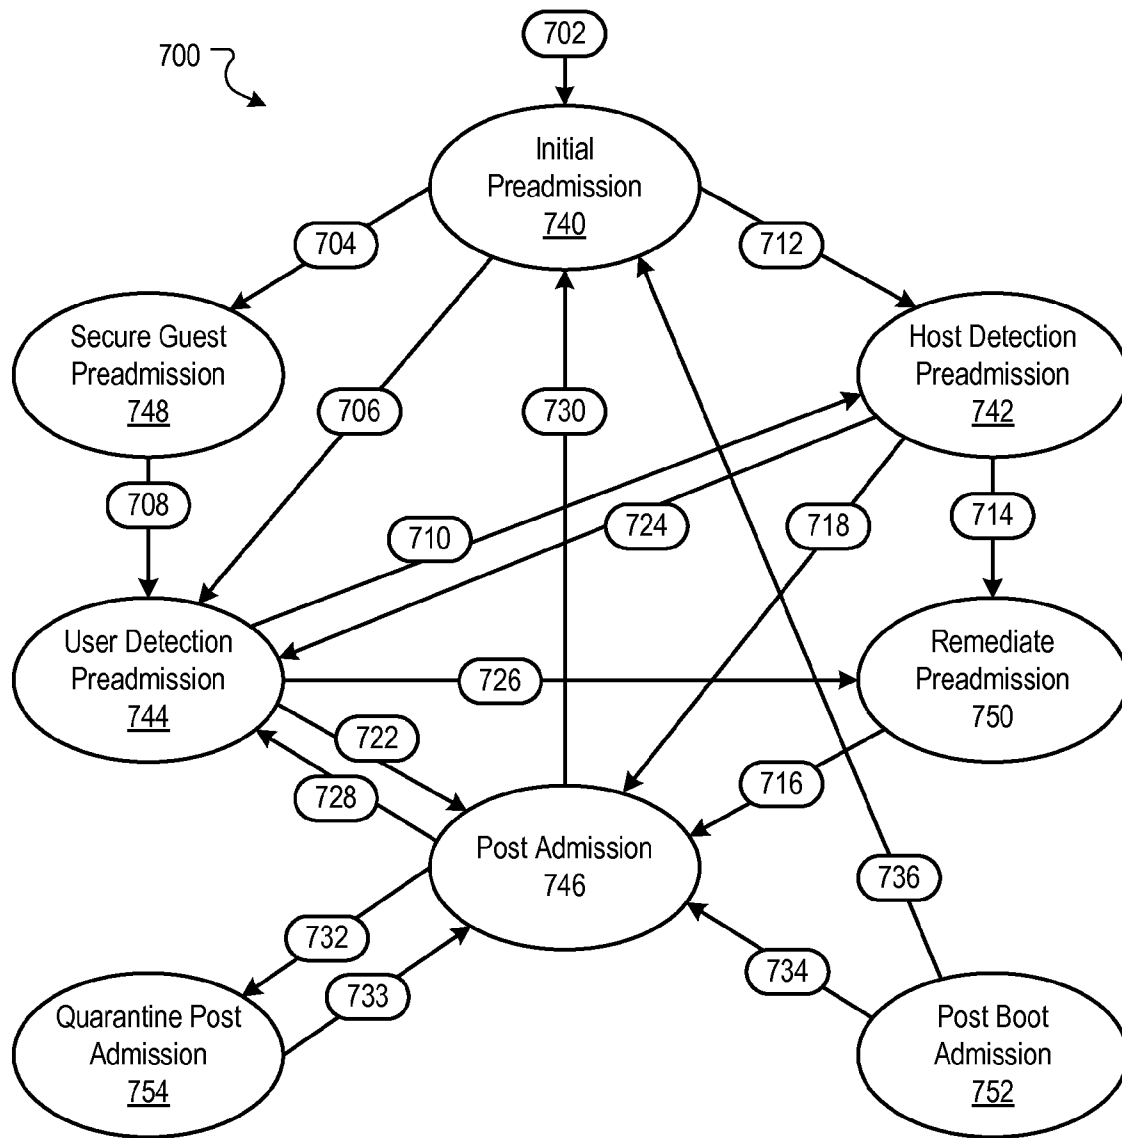 702
700
Initial
Preadmission
740
704
712
Secure Guest
Preadmission
748
Host Detection
Preadmission
742
706
730
708
710
724
718
714
User Detection
Preadmission
744
726
Remediate
Preadmission
750
722
728
716
Post Admission
746
736
732
733
734
Quarantine Post
Admission
754
Post Boot
Admission
752